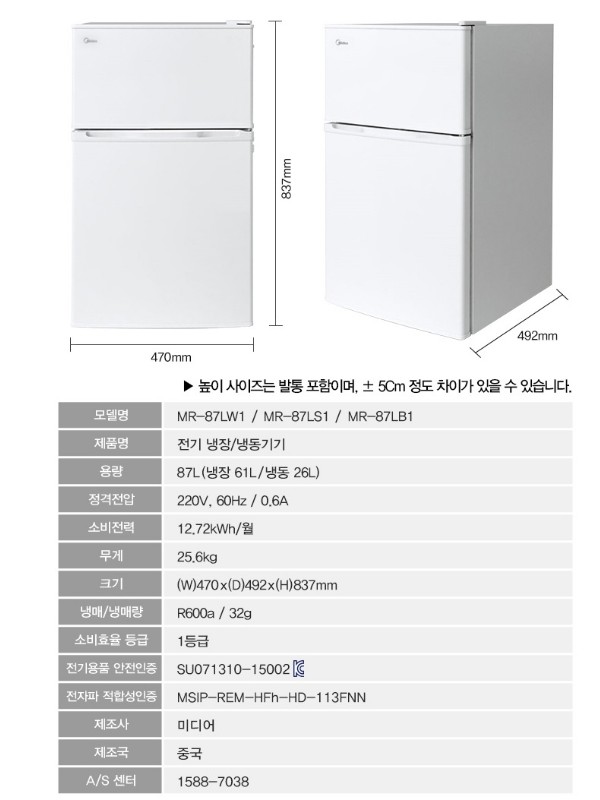 Midea
Midea
837mm
470mm
492mm
▶ 높이 사이즈는 발통 포함이며, ± 5Cm 정도 차이가 있을 수 있습니다.
모델명 MR-87LW1 / MR-87LS1 / MR-87LB1
제품명 전기 냉장/냉동기기
용량 87L(냉장 61L/냉동 26L)
정격전압 220V, 60Hz / 0.6A
소비전력 12.72kWh/월
무게 25.6kg
크기 (W)470x(D)492x(H)837mm
냉매/냉매량 R600a / 32g
소비효율 등급 1등급
전기용품 안전인증 SU071310-15002
전자파 적합성인증 MSIP-REM-HFh-HD-113FNN
제조사 미디어
제조국 중국
A/S 센터 1588-7038